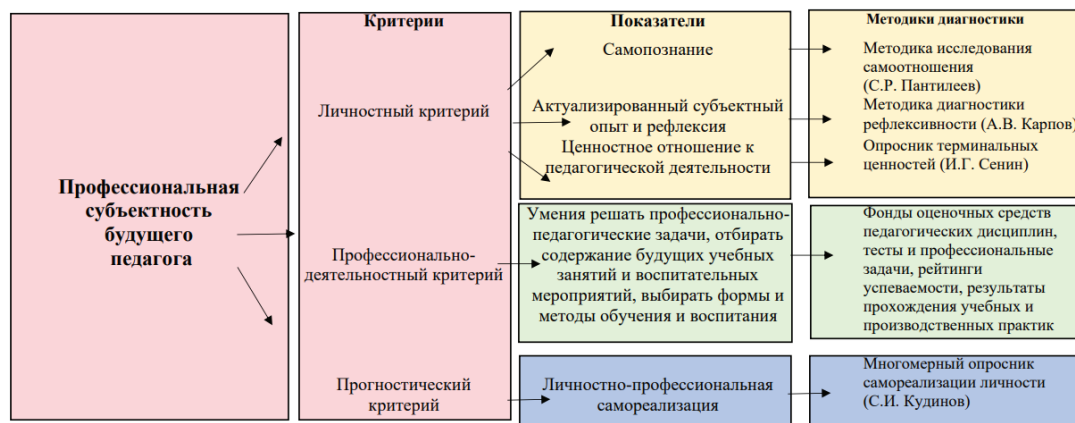 Профессиональная
субъектность
будущего
педагога
Критерии
Личностный критерий
Профессионально-
деятельностный критерий
Прогностический
критерий
Показатели
Самопознание
Актуализированный субъектный
опыт и рефлексия
Ценностное отношение к
педагогической деятельности
Умения решать профессионально-
педагогические задачи, отбирать
содержание будущих учебных
занятий и воспитательных
мероприятий, выбирать формы и
методы обучения и воспитания
Личностно-профессиональная
самореализация
Методики диагностики
Методика исследования
самоотношения
(С.Р. Пантилеев)
Методика диагностики
рефлексивности (А.В. Карпов)
Опросник терминальных
ценностей (И.Г. Сенин)
Фонды оценочных средств
педагогических дисциплин,
тесты и профессиональные
задачи, рейтинги
успеваемости, результаты
прохождения учебных и
производственных практик
Многомерный опросник
самореализации личности
(С.И. Кудинов)